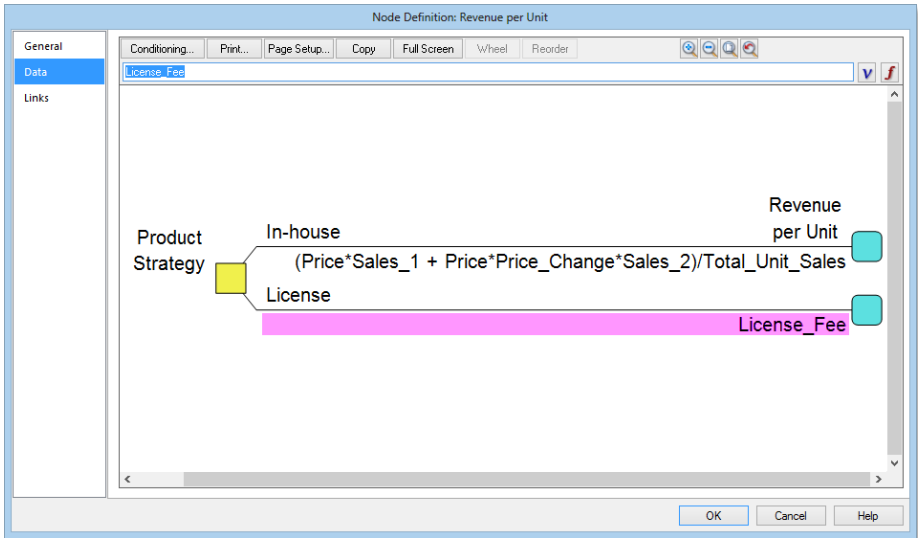 Node Definition: Revenue per Unit
General
Data
Links
Conditioning... Print... Page Setup... Copy Full Screen Wheel Reorder
License_Fee
v f
Revenue
per Unit
Product
Strategy
In-house
(Price*Sales_1 + Price*Price_Change*Sales_2)/Total_Unit_Sales
License
License_Fee
OK Cancel Help